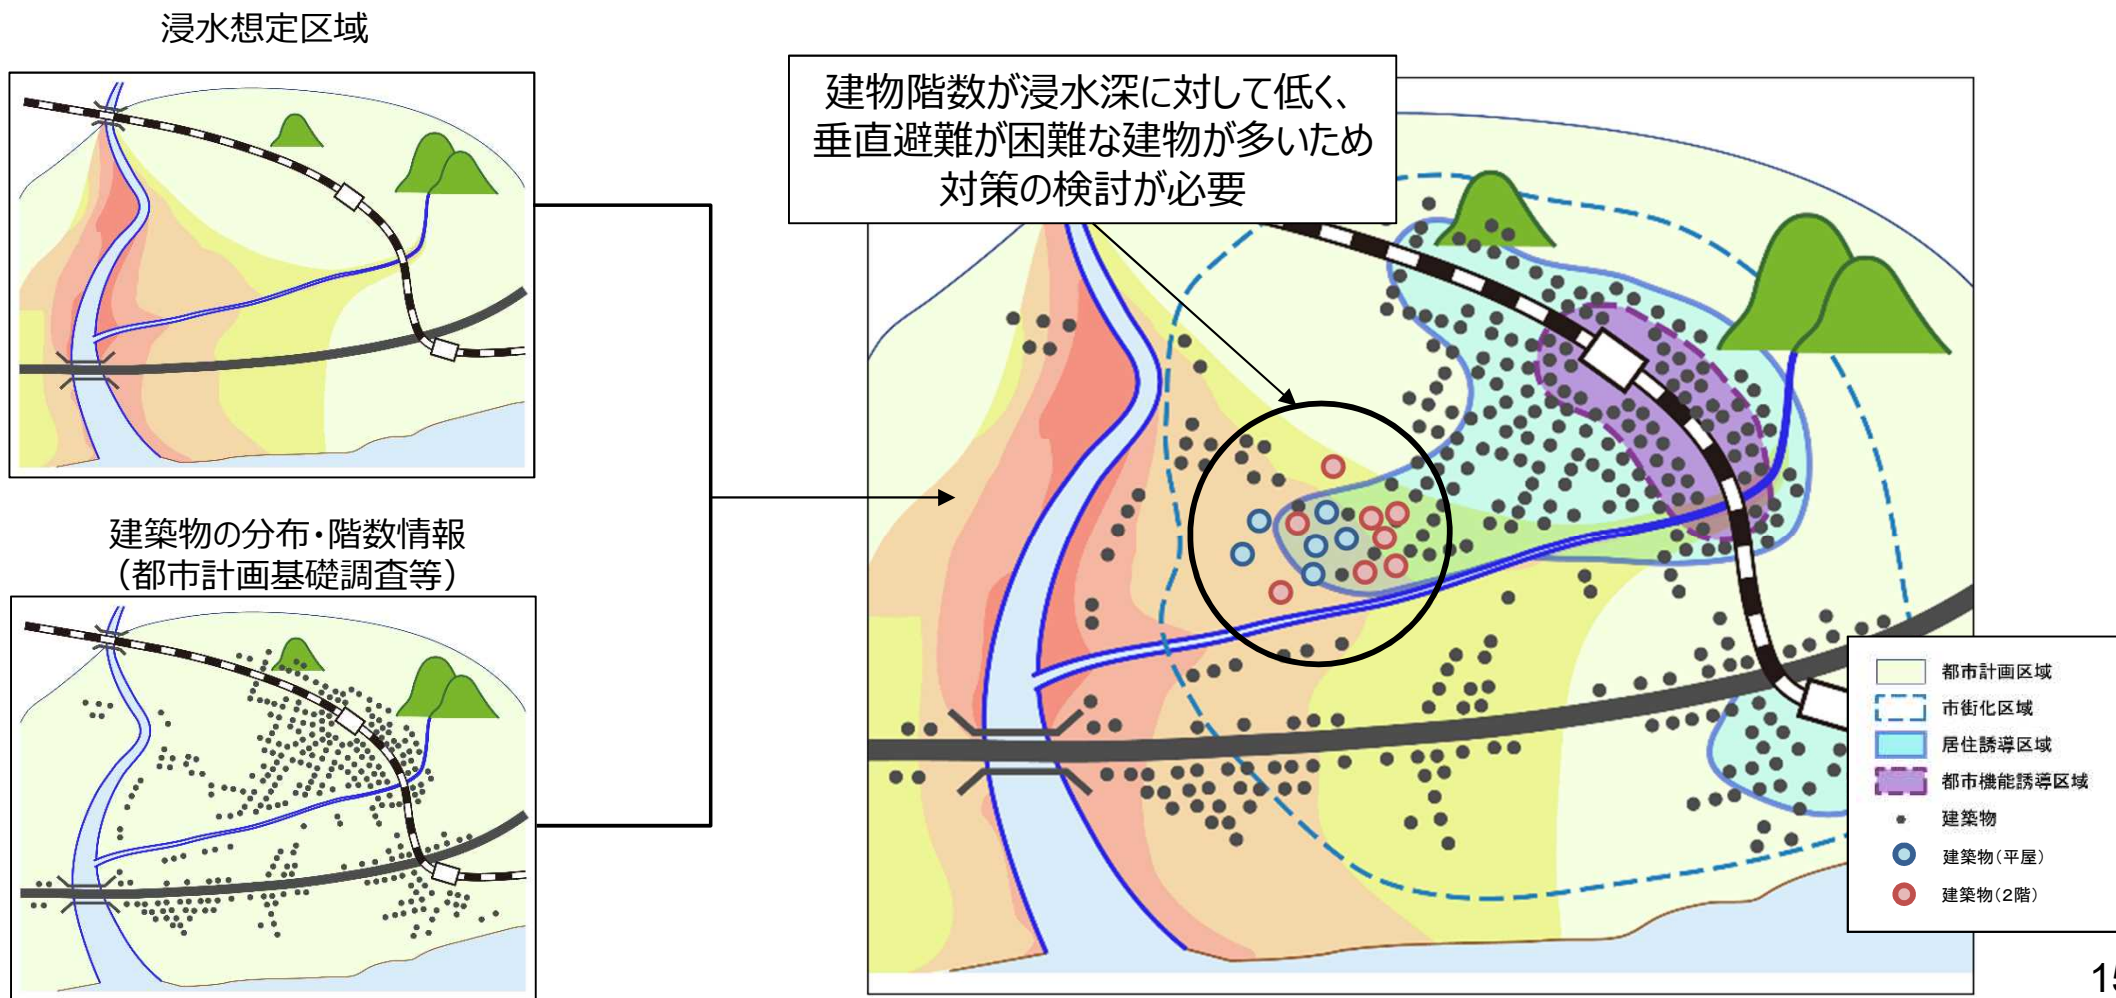 浸水想定区域
建物階数が浸水深に対して低く、
垂直避難が困難な建物が多いため
対策の検討が必要
建築物の分布・階数情報
（都市計画基礎調査等）
都市計画区域
市街化区域
居住誘導区域
都市機能誘導区域
建築物
建築物(平屋)
建築物(2階)
15